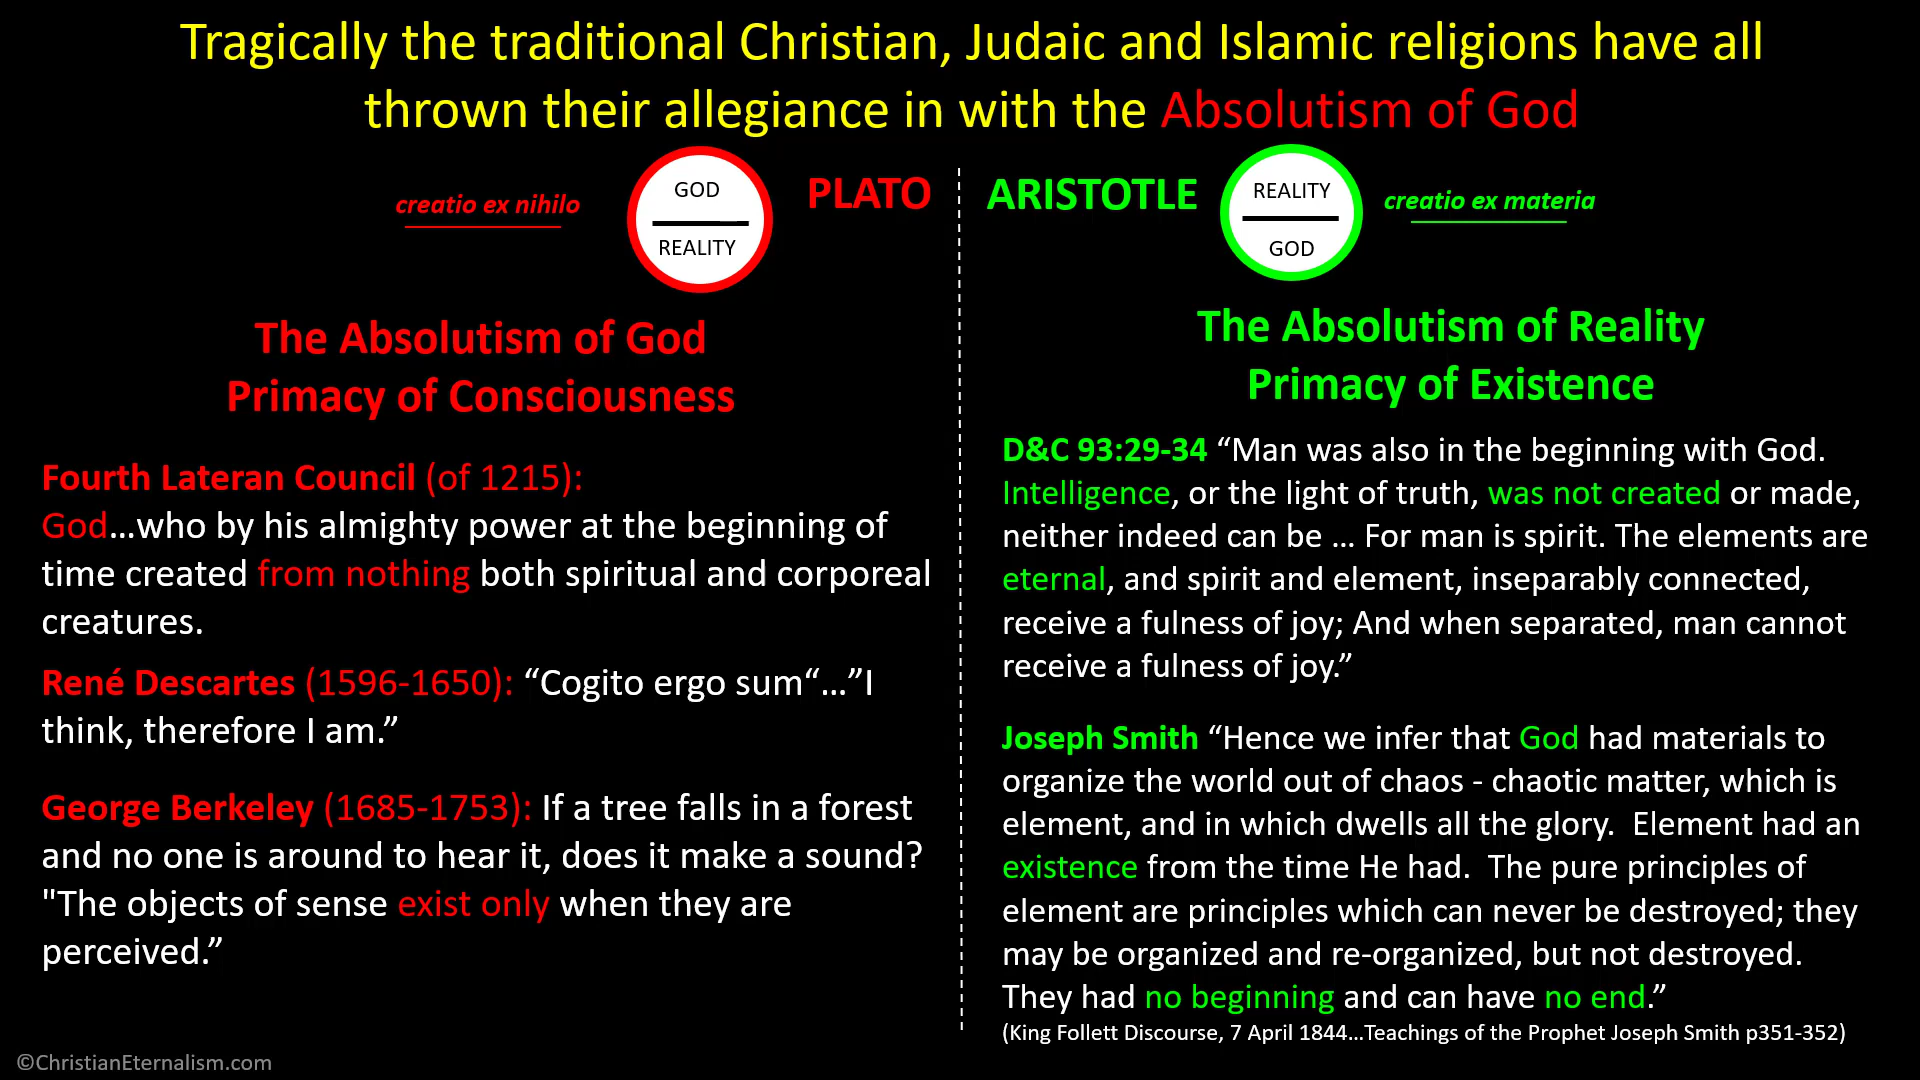 Tragically the traditional Christian, Judaic and Islamic religions have all
thrown their allegiance in with the Absolutism of God
creatio ex nihilo
GOD
REALITY
PLATO
The Absolutism of God
Primacy of Consciousness
Fourth Lateran Council (of 1215):
God…who by his almighty power at the beginning of
time created from nothing both spiritual and corporeal
creatures.
René Descartes (1596-1650): “Cogito ergo sum“…”I
think, therefore I am.”
George Berkeley (1685-1753): If a tree falls in a forest
and no one is around to hear it, does it make a sound?
"The objects of sense exist only when they are
perceived.”
ARISTOTLE
REALITY
GOD
creatio ex materia
The Absolutism of Reality
Primacy of Existence
D&C 93:29-34 “Man was also in the beginning with God.
Intelligence, or the light of truth, was not created or made,
neither indeed can be … For man is spirit. The elements are
eternal, and spirit and element, inseparably connected,
receive a fulness of joy; And when separated, man cannot
receive a fulness of joy.”
Joseph Smith “Hence we infer that God had materials to
organize the world out of chaos - chaotic matter, which is
element, and in which dwells all the glory.  Element had an
existence from the time He had.  The pure principles of
element are principles which can never be destroyed; they
may be organized and re-organized, but not destroyed.
They had no beginning and can have no end.”
(King Follett Discourse, 7 April 1844…Teachings of the Prophet Joseph Smith p351-352)
©ChristianEternalism.com